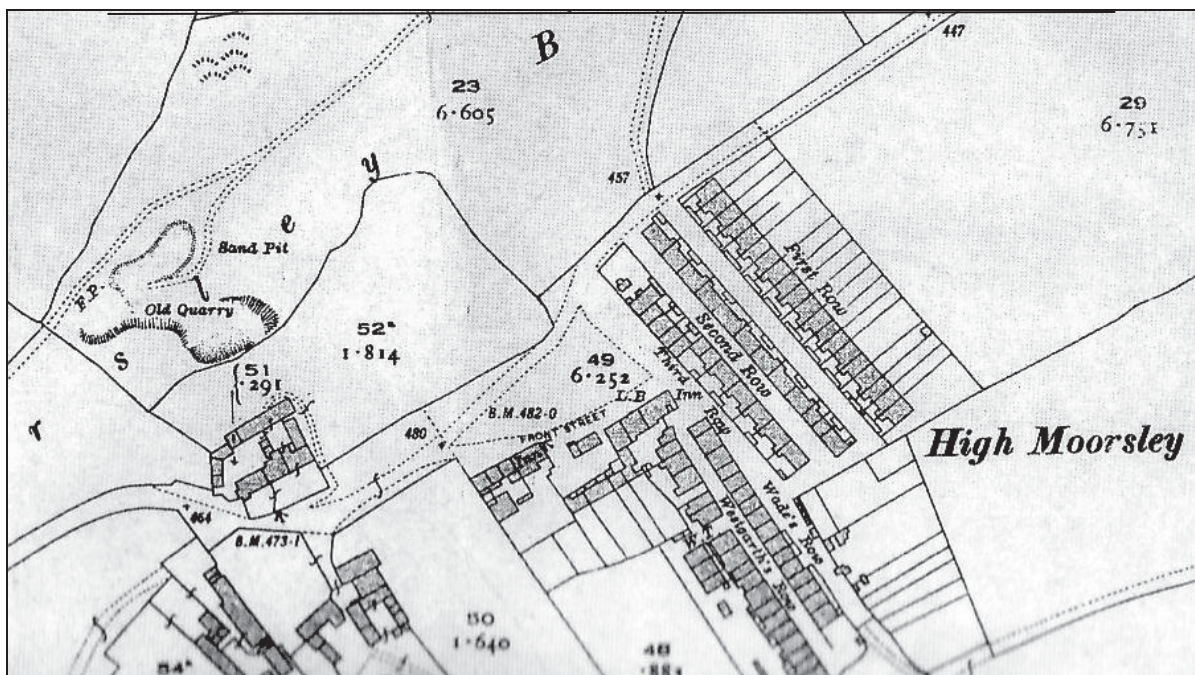 B
447
23
6·605
29
6·751
y
457
e
Sand Pit
First Row
F.P.
Old Quarry
S
52ᵃ
1·814
Second Row
51
·291
49
6·252
Third Row
L.B
Inn
B.M.482·0
r
480
FRONT STREET
Inn
High Moorsley
464
B.M.473·1
Wade's Row
Westgarth's Row
50
1·640
48
54ᵃ